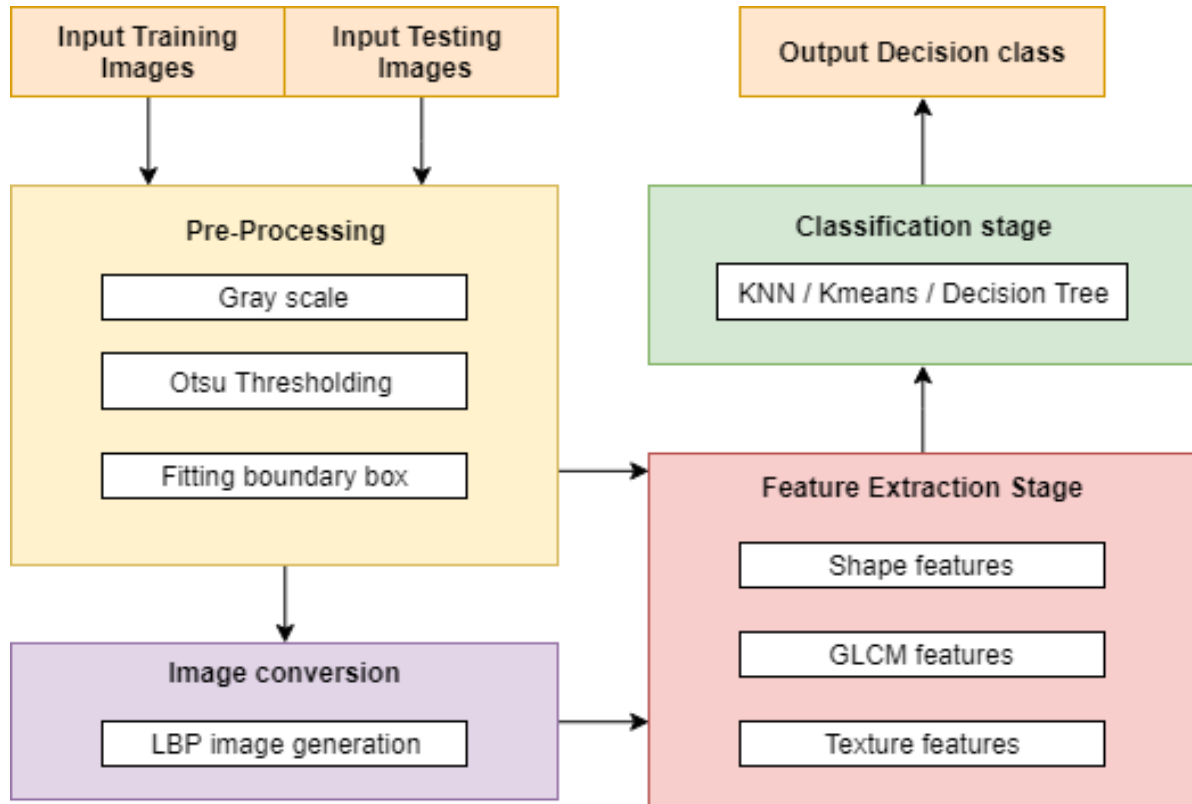 Input Training
Images
Input Testing
Images
Output Decision class
Pre-Processing
Gray scale
Otsu Thresholding
Fitting boundary box
Classification stage
KNN / Kmeans / Decision Tree
Image conversion
LBP image generation
Feature Extraction Stage
Shape features
GLCM features
Texture features